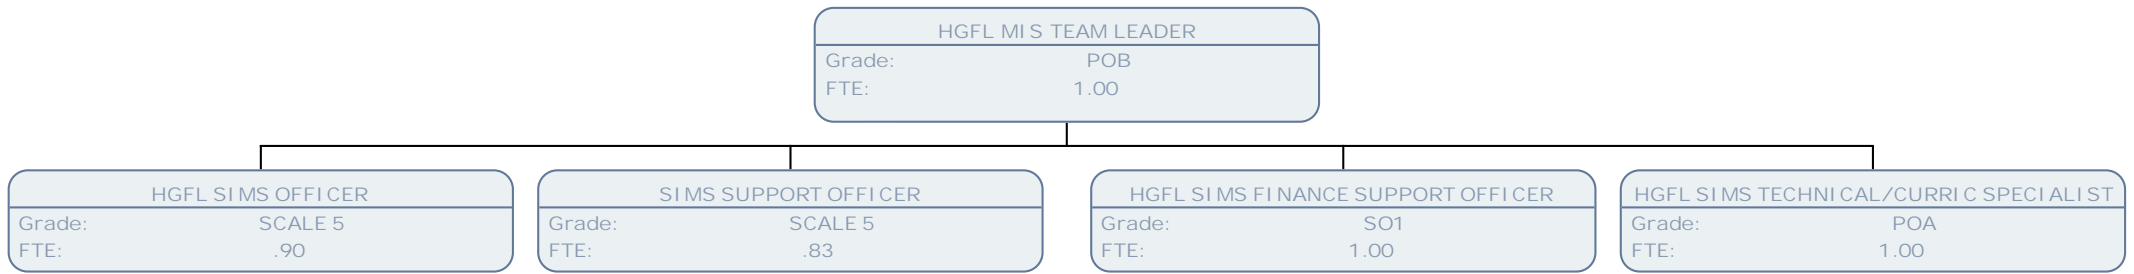 HGFL MIS TEAM LEADER
Grade: POB
FTE: 1.00
HGFL SIMS OFFICER
Grade: SCALE 5
FTE: .90
SIMS SUPPORT OFFICER
Grade: SCALE 5
FTE: .83
HGFL SIMS FINANCE SUPPORT OFFICER
Grade: SO1
FTE: 1.00
HGFL SIMS TECHNICAL/CURRIC SPECIALIST
Grade: POA
FTE: 1.00